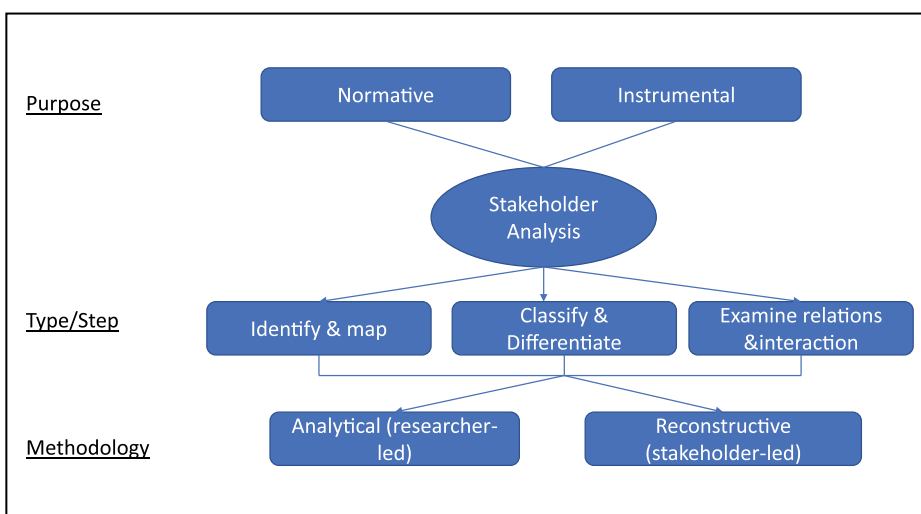 Purpose
Normative
Instrumental
Stakeholder
Analysis
Type/Step
Identify & map
Classify &
Differentiate
Examine relations
&interaction
Methodology
Analytical (researcher-
led)
Reconstructive
(stakeholder-led)